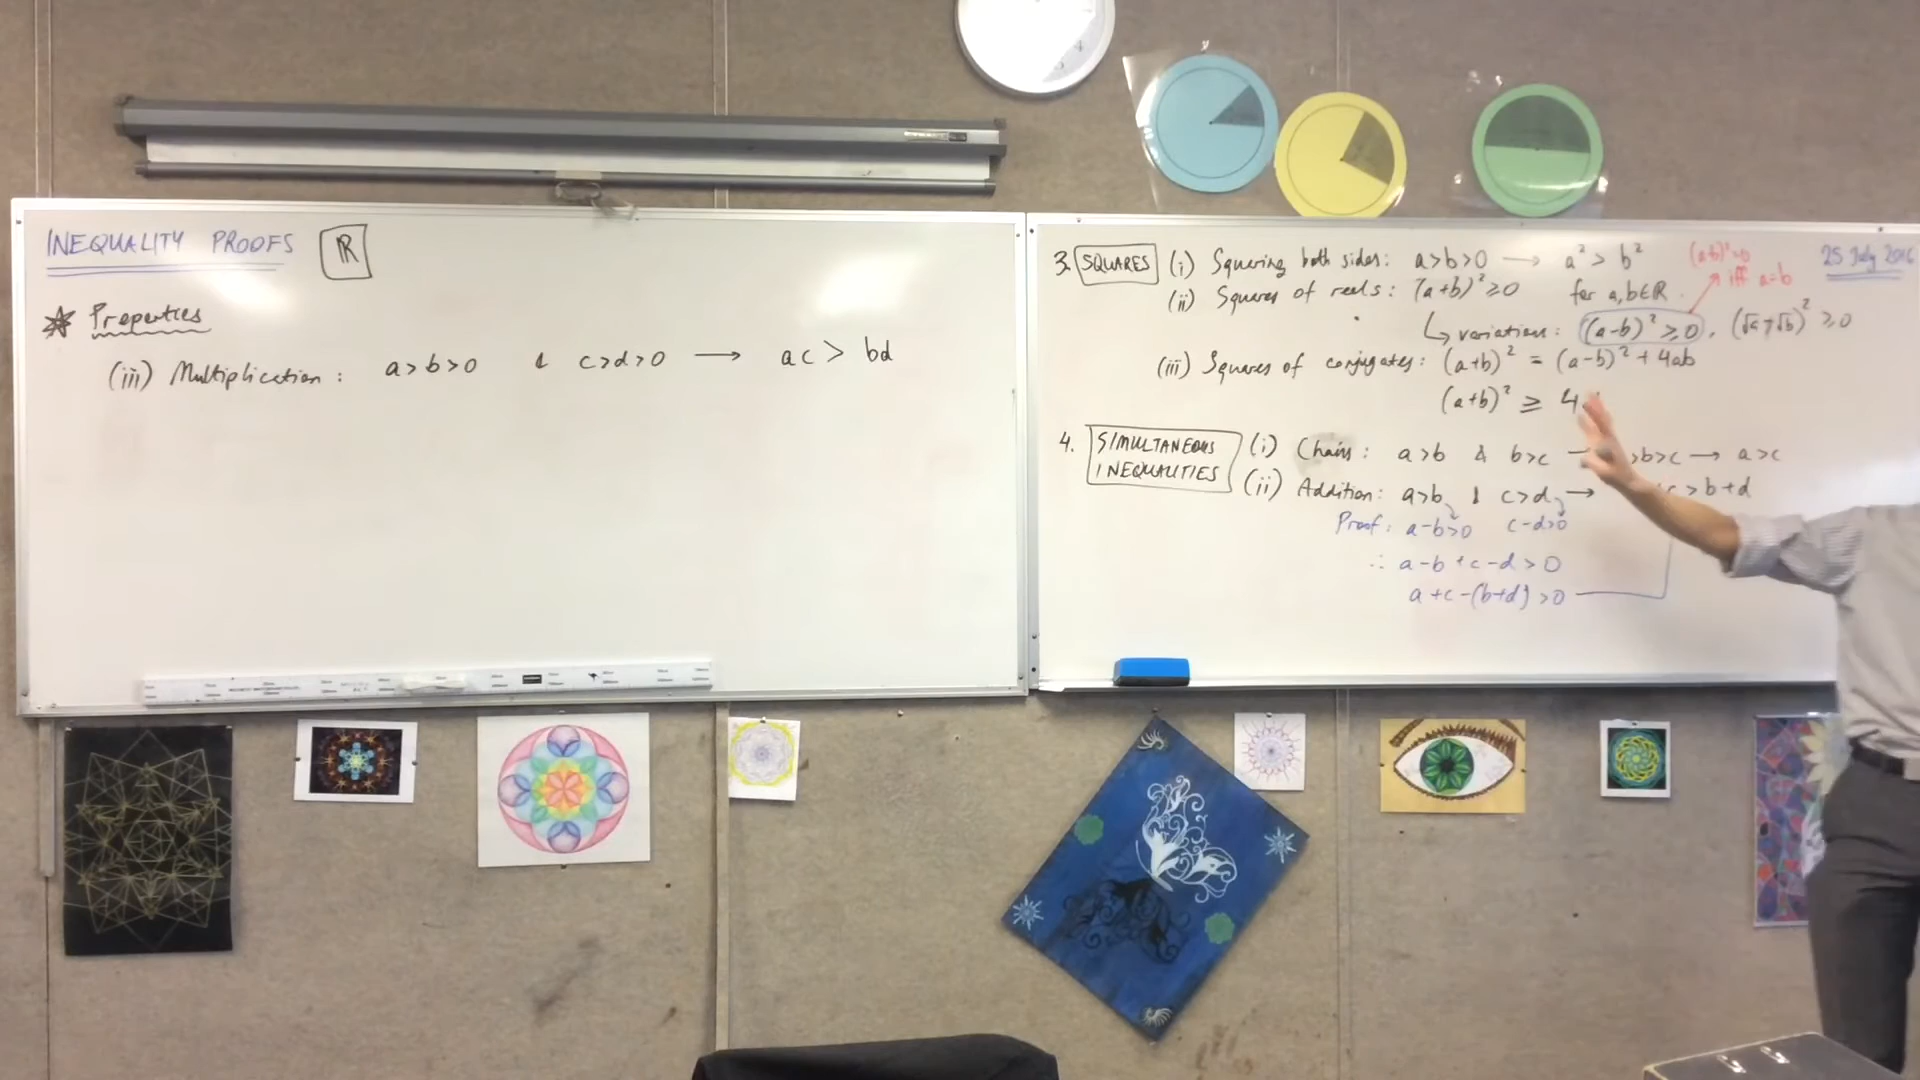 INEQUALITY PROOFS ℝ
Properties
(iii) Multiplication: a>b>0 & c>d>0 → ac > bd
3. SQUARES (i) Squaring both sides: a>b>0 → a² > b²
(a-b)²=0
iff a=b
25 July 2016
(ii) Squares of reals: (a+b)² ≥ 0 for a,b∈ℝ.
↳ variations: (a-b)² ≥ 0, (√a+√b)² ≥ 0
(iii) Squares of conjugates: (a+b)² = (a-b)² + 4ab
(a+b)² ≥ 4
4. SIMULTANEOUS INEQUALITIES
(i) Chains: a>b & b>c → >b>c → a>c
(ii) Addition: a>b & c>d → c > b+d
Proof: a-b>0 c-d>0
∴ a-b+c-d>0
a+c-(b+d)>0